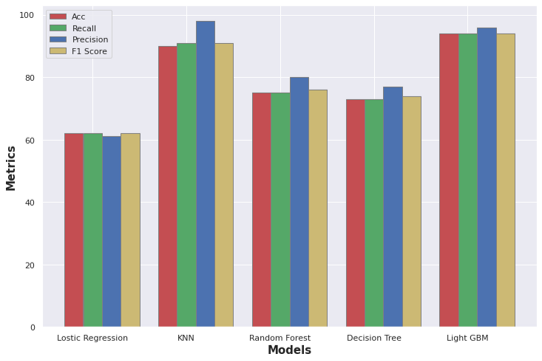 100
80
60
40
20
0
Metrics
Acc
Recall
Precision
F1 Score
Lostic Regression
KNN
Random Forest
Decision Tree
Light GBM
Models